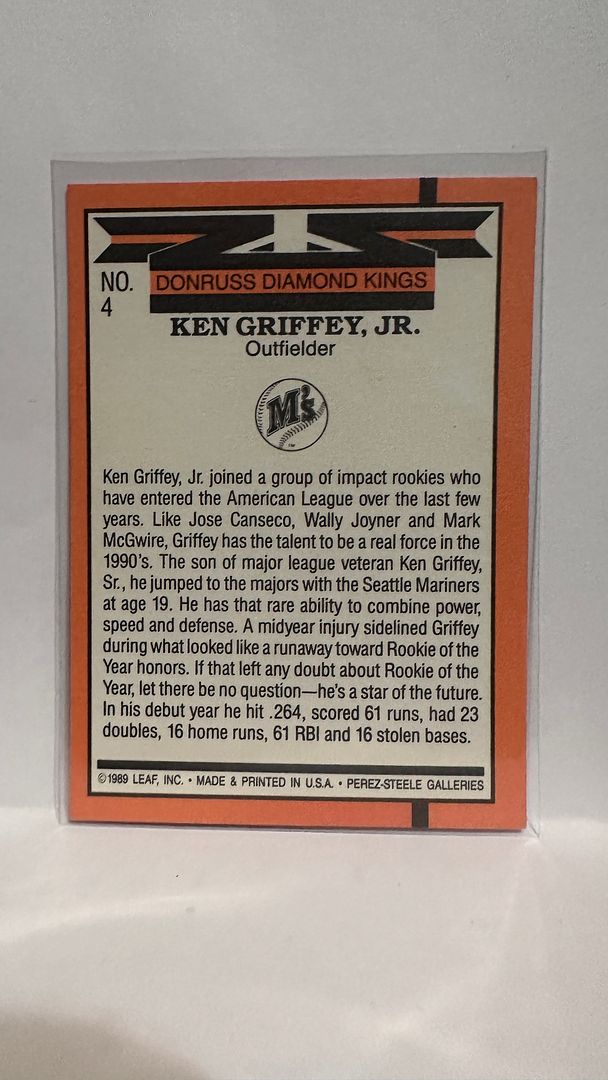 NO.
4
DONRUSS DIAMOND KINGS
KEN GRIFFEY, JR.
Outfielder
M's
Ken Griffey, Jr. joined a group of impact rookies who
have entered the American League over the last few
years. Like Jose Canseco, Wally Joyner and Mark
McGwire, Griffey has the talent to be a real force in the
1990's. The son of major league veteran Ken Griffey,
Sr., he jumped to the majors with the Seattle Mariners
at age 19. He has that rare ability to combine power,
speed and defense. A midyear injury sidelined Griffey
during what looked like a runaway toward Rookie of the
Year honors. If that left any doubt about Rookie of the
Year, let there be no question—he's a star of the future.
In his debut year he hit .264, scored 61 runs, had 23
doubles, 16 home runs, 61 RBI and 16 stolen bases.
©1989 LEAF, INC. • MADE & PRINTED IN U.S.A. • PEREZ-STEELE GALLERIES